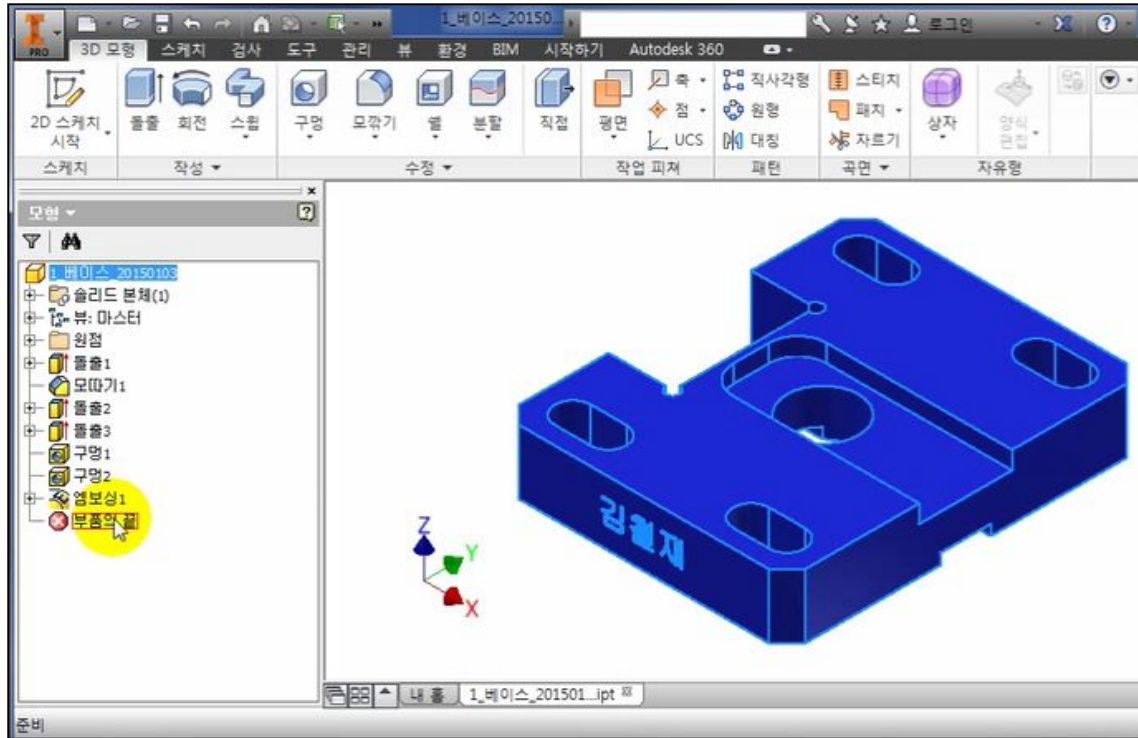 1_베이스_20150...
로그인
PRO
3D 모형 스케치 검사 도구 관리 뷰 환경 BIM 시작하기 Autodesk 360
2D 스케치 시작
돌출 회전 스윕
구멍 모깎기 쉘 분할 직접
평면 축 점 UCS
직사각형 원형 대칭
스티치 패치 자르기
상자 양식 편집
스케치 작성 수정 작업 피쳐 패턴 곡면 자유형
모형
1_베이스_20150103
솔리드 본체(1)
뷰: 마스터
원점
돌출1
모따기1
돌출2
돌출3
구멍1
구멍2
엠보싱1
부품의 끝
김월재
Z
Y
X
내 홈 1_베이스_201501...ipt
준비